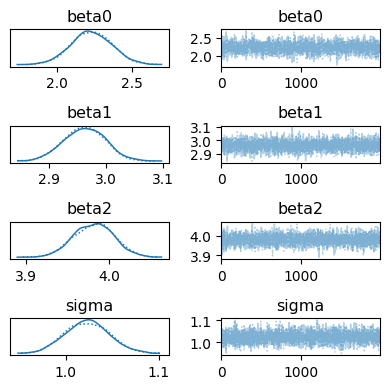 beta0 beta0
2.5
2.0
2.0 2.5 0 1000
beta1 beta1
3.1
3.0
2.9
2.9 3.0 3.1 0 1000
beta2 beta2
4.0
3.9
3.9 4.0 0 1000
sigma sigma
1.1
1.0
1.0 1.1 0 1000